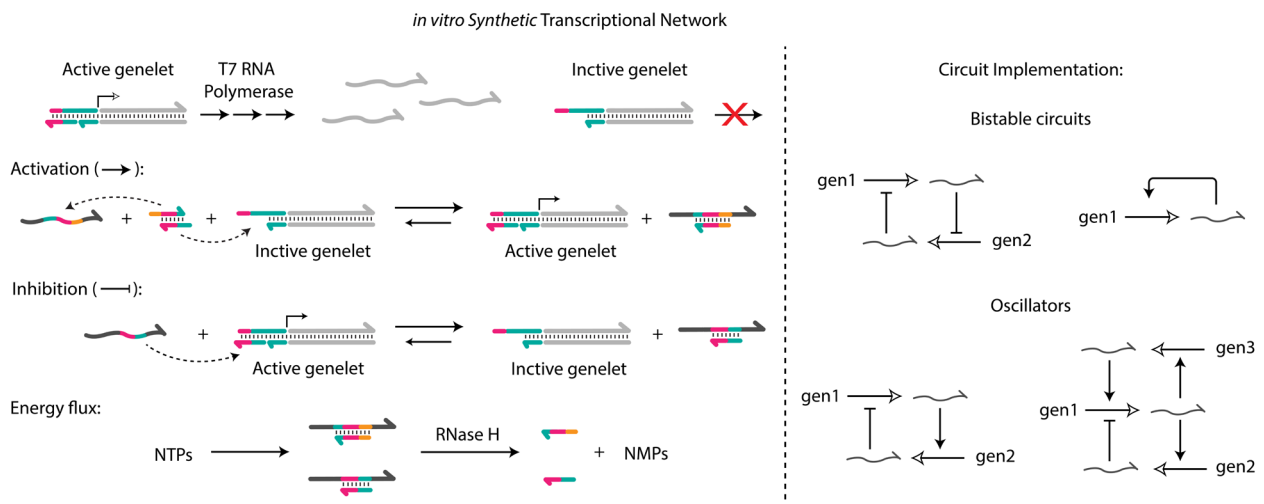 in vitro Synthetic Transcriptional Network
Active genelet
T7 RNA
Polymerase
Inctive genelet
Activation ( ):
+
+
Inctive genelet
Active genelet
+
Inhibition ( ):
+
Active genelet
Inctive genelet
+
Energy flux:
NTPs
RNase H
+
NMPs
Circuit Implementation:
Bistable circuits
gen1
gen2
gen1
Oscillators
gen1
gen2
gen3
gen1
gen2